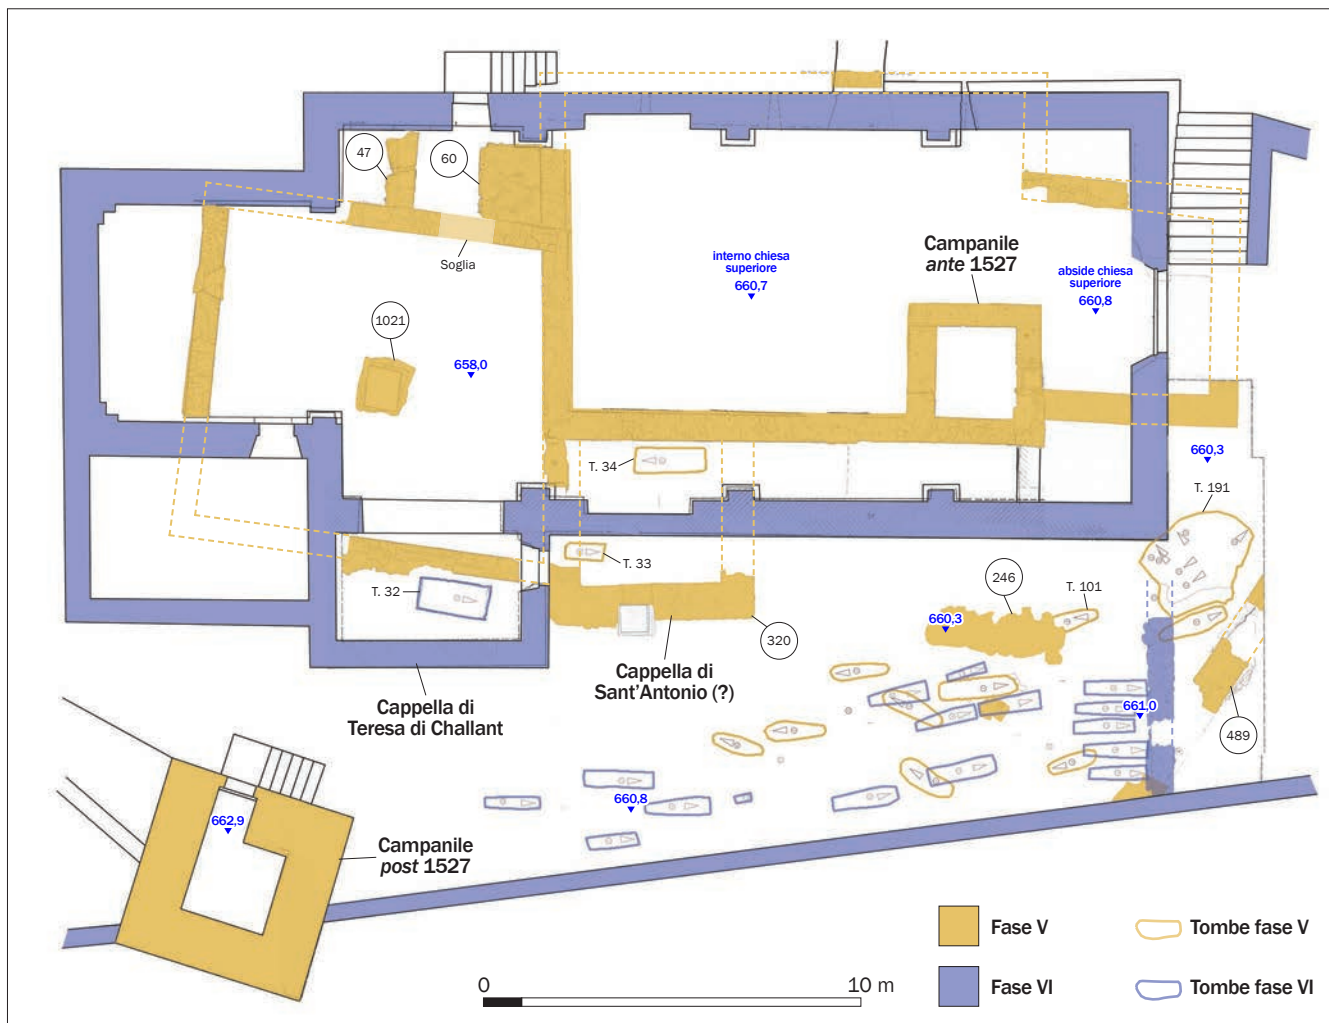 47
60
Soglia
1021
658,0
interno chiesa
superiore
660,7
Campanile
ante 1527
abside chiesa
superiore
660,8
660,3
T. 191
T. 34
T. 33
T. 32
320
246
T. 101
660,3
661,0
489
Cappella di
Sant'Antonio (?)
Cappella di
Teresa di Challant
660,8
662,9
Campanile
post 1527
0
10 m
Fase V
Tombe fase V
Fase VI
Tombe fase VI